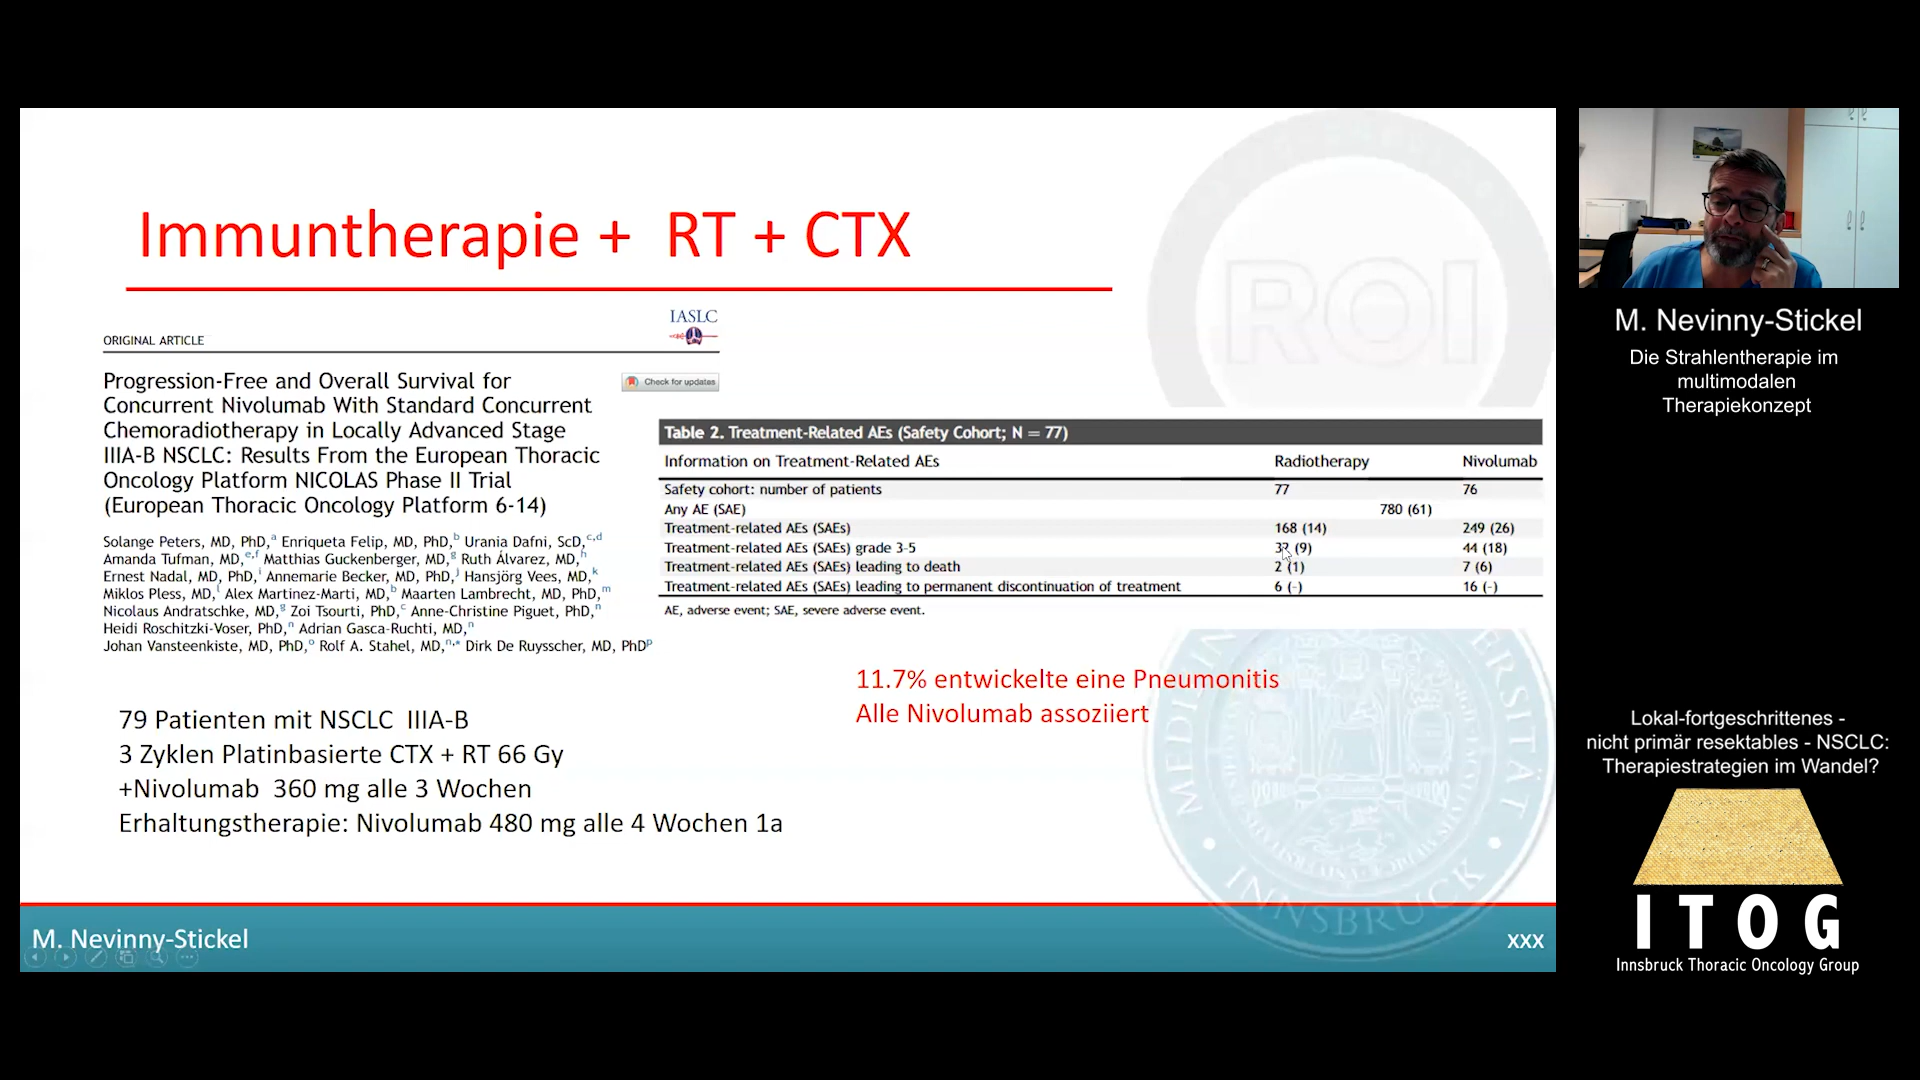 Immuntherapie + RT + CTX
IASLC
ORIGINAL ARTICLE
Check for updates
Progression-Free and Overall Survival for
Concurrent Nivolumab With Standard Concurrent
Chemoradiotherapy in Locally Advanced Stage
IIIA-B NSCLC: Results From the European Thoracic
Oncology Platform NICOLAS Phase II Trial
(European Thoracic Oncology Platform 6-14)
Solange Peters, MD, PhD,a Enriqueta Felip, MD, PhD,b Urania Dafni, ScD,c,d
Amanda Tufman, MD,e,f Matthias Guckenberger, MD,g Ruth Álvarez, MD,h
Ernest Nadal, MD, PhD,i Annemarie Becker, MD, PhD,j Hansjörg Vees, MD,k
Miklos Pless, MD,l Alex Martinez-Marti, MD,b Maarten Lambrecht, MD, PhD,m
Nicolaus Andratschke, MD,g Zoi Tsourti, PhD,c Anne-Christine Piguet, PhD,n
Heidi Roschitzki-Voser, PhD,n Adrian Gasca-Ruchti, MD,n
Johan Vansteenkiste, MD, PhD,o Rolf A. Stahel, MD,n,* Dirk De Ruysscher, MD, PhDp
Table 2. Treatment-Related AEs (Safety Cohort; N = 77)
Information on Treatment-Related AEs Radiotherapy Nivolumab
Safety cohort: number of patients 77 76
Any AE (SAE) 780 (61)
Treatment-related AEs (SAEs) 168 (14) 249 (26)
Treatment-related AEs (SAEs) grade 3-5 (9) 44 (18)
Treatment-related AEs (SAEs) leading to death 2 (1) 7 (6)
Treatment-related AEs (SAEs) leading to permanent discontinuation of treatment 6 (-) 16 (-)
AE, adverse event; SAE, severe adverse event.
11.7% entwickelte eine Pneumonitis
Alle Nivolumab assoziiert
79 Patienten mit NSCLC IIIA-B
3 Zyklen Platinbasierte CTX + RT 66 Gy
+Nivolumab 360 mg alle 3 Wochen
Erhaltungstherapie: Nivolumab 480 mg alle 4 Wochen 1a
ROI
INNSBRUCK
M. Nevinny-Stickel
xxx
M. Nevinny-Stickel
Die Strahlentherapie im
multimodalen
Therapiekonzept
Lokal-fortgeschrittenes -
nicht primär resektables - NSCLC:
Therapiestrategien im Wandel?
ITOG
Innsbruck Thoracic Oncology Group